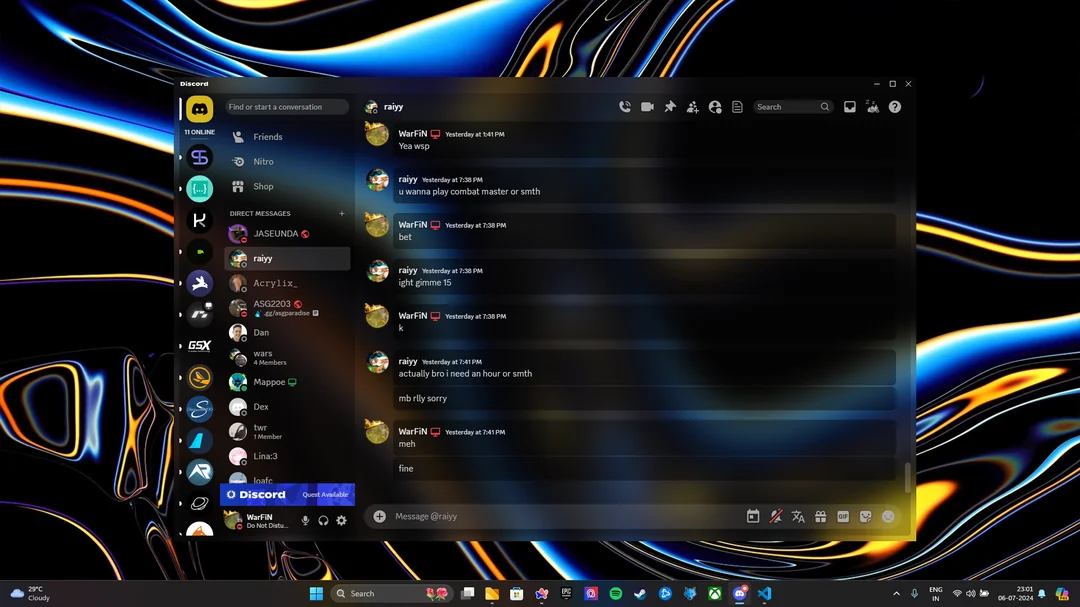 Discord
Find or start a conversation
raiyy
Search
11 ONLINE
Friends
Nitro
Shop
DIRECT MESSAGES
JASEUNDA
raiyy
Acrylix_
ASG2203
.gg/asgparadise
Dan
wars
4 Members
Mappoe
Dex
twr
1 Member
Lina:3
loafc
GSX
Discord
Quest Available
WarFiN
Do Not Distu...
WarFiN Yesterday at 1:41 PM
Yea wsp
raiyy Yesterday at 7:38 PM
u wanna play combat master or smth
WarFiN Yesterday at 7:38 PM
bet
raiyy Yesterday at 7:38 PM
ight gimme 15
WarFiN Yesterday at 7:38 PM
k
raiyy Yesterday at 7:41 PM
actually bro i need an hour or smth
mb rlly sorry
WarFiN Yesterday at 7:41 PM
meh
fine
Message @raiyy
GIF
29°C
Cloudy
Search
EPIC
ENG
IN
23:01
06-07-2024